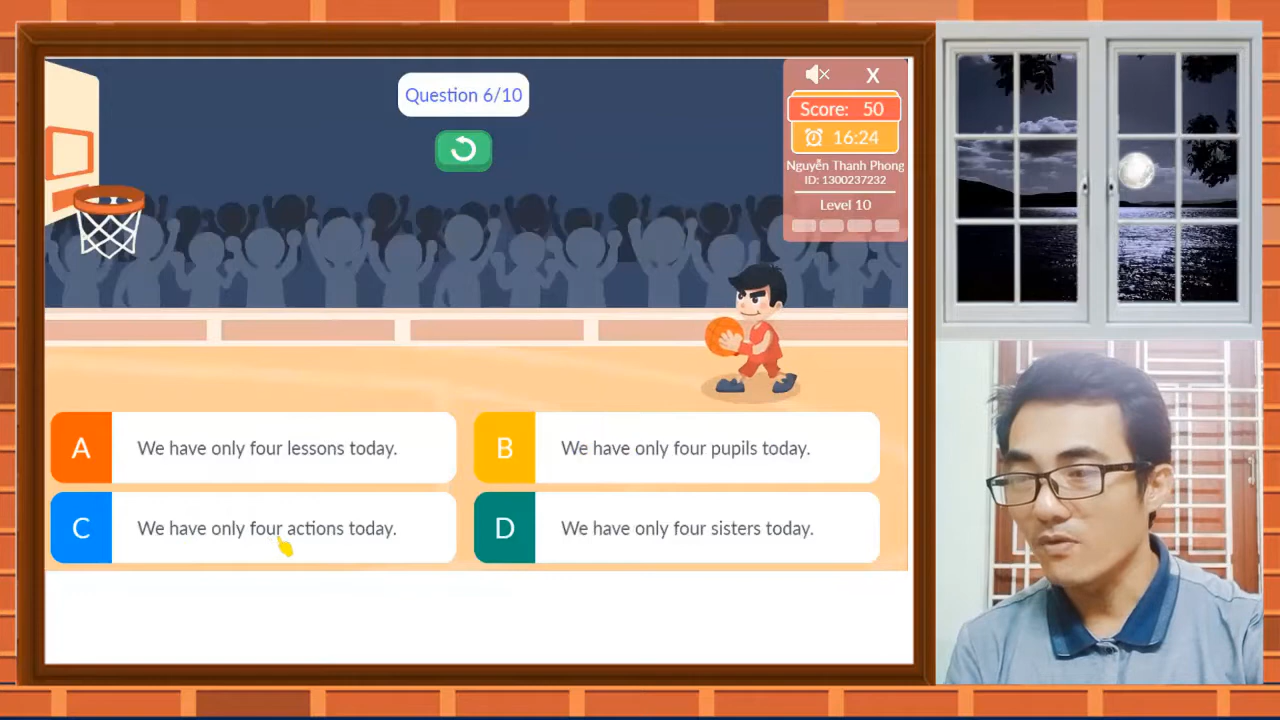 Question 6/10
X
Score: 50
16:24
Nguyễn Thanh Phong
ID: 1300237232
Level 10
A We have only four lessons today.
B We have only four pupils today.
C We have only four actions today.
D We have only four sisters today.